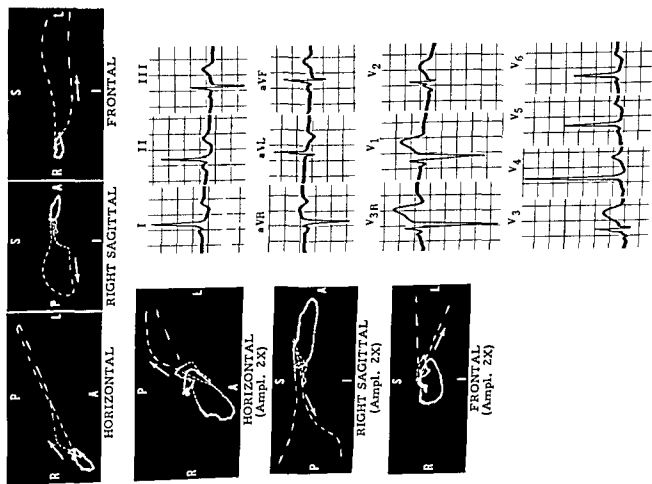 P
R L
A
HORIZONTAL
S
P A
I
RIGHT SAGITTAL
S
R L
I
FRONTAL
P
R L
A
HORIZONTAL
(Ampl. 2X)
S
P A
I
RIGHT SAGITTAL
(Ampl. 2X)
S
R L
I
FRONTAL
(Ampl. 2X)
I II III
aVR aVL aVF
V3R V1 V2
V3 V4 V5 V6